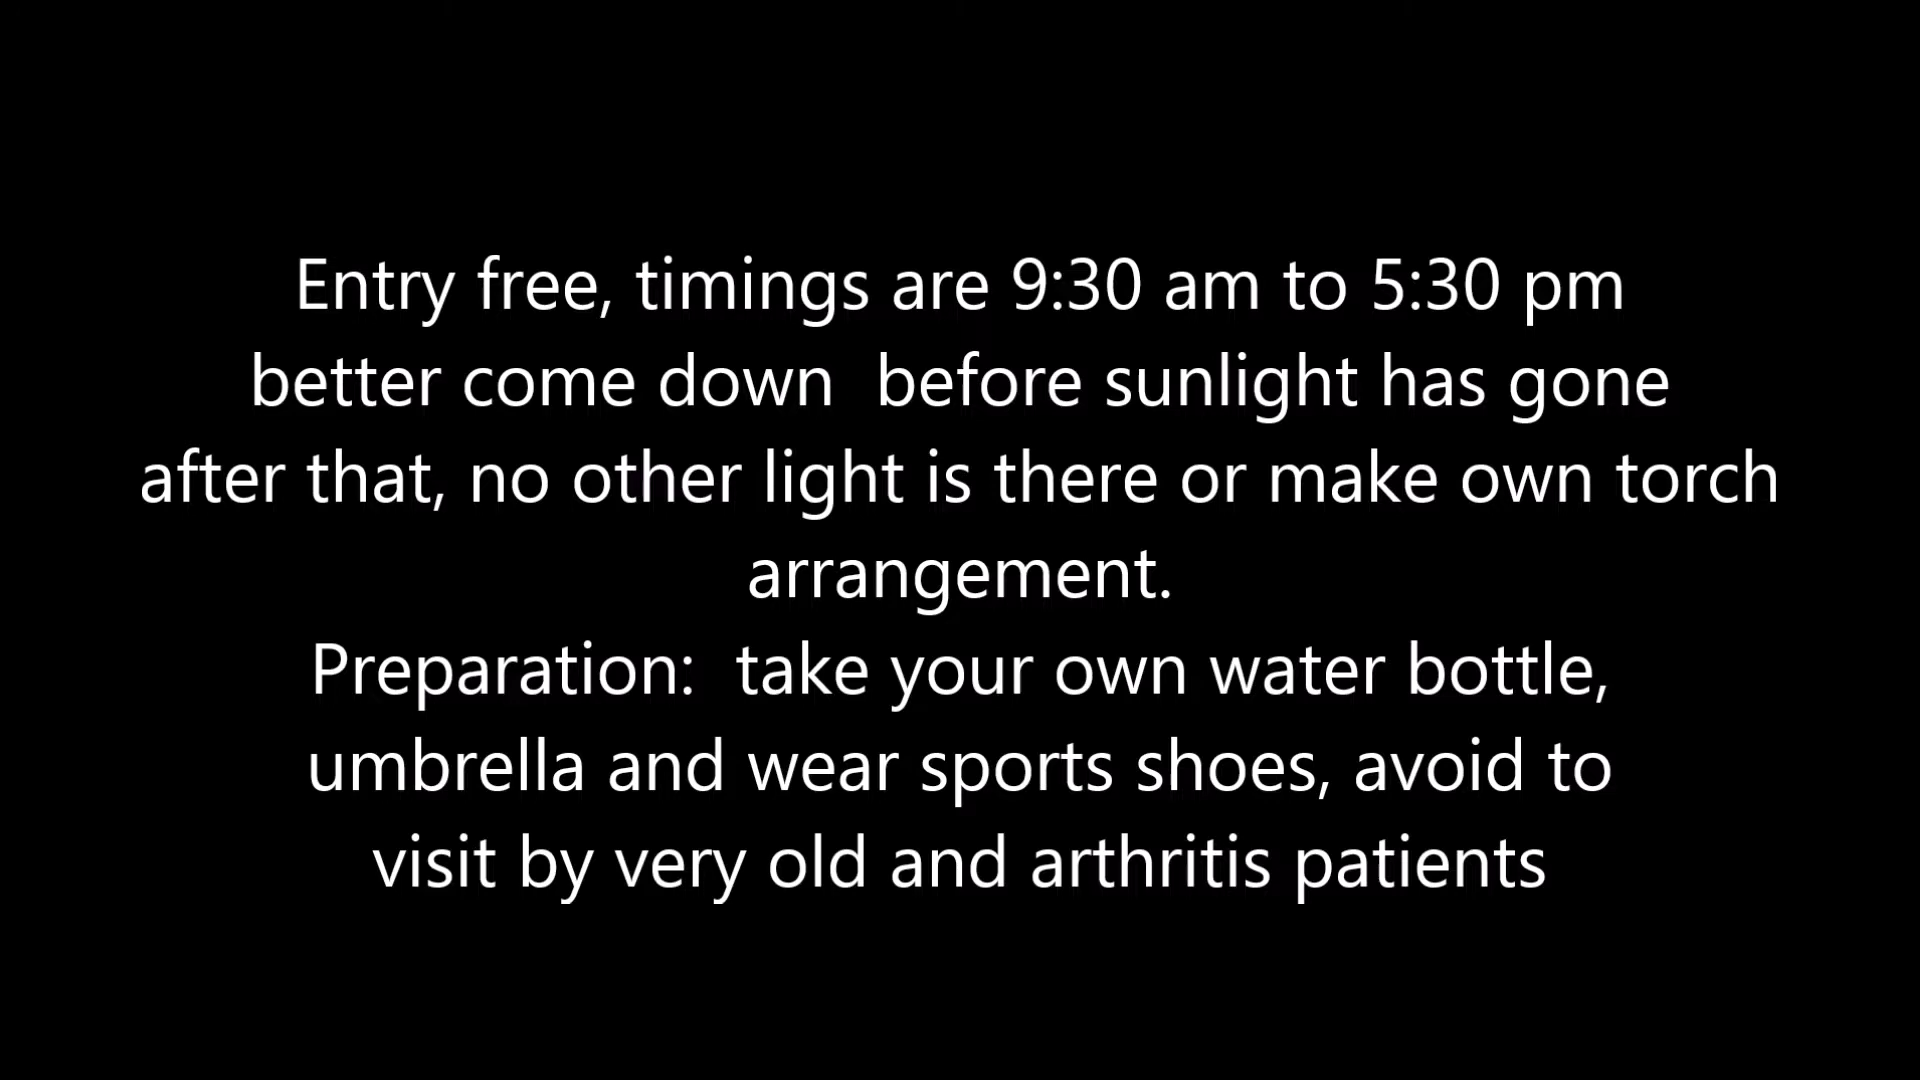 Entry free, timings are 9:30 am to 5:30 pm
better come down  before sunlight has gone
after that, no other light is there or make own torch
arrangement.
Preparation:  take your own water bottle,
umbrella and wear sports shoes, avoid to
visit by very old and arthritis patients